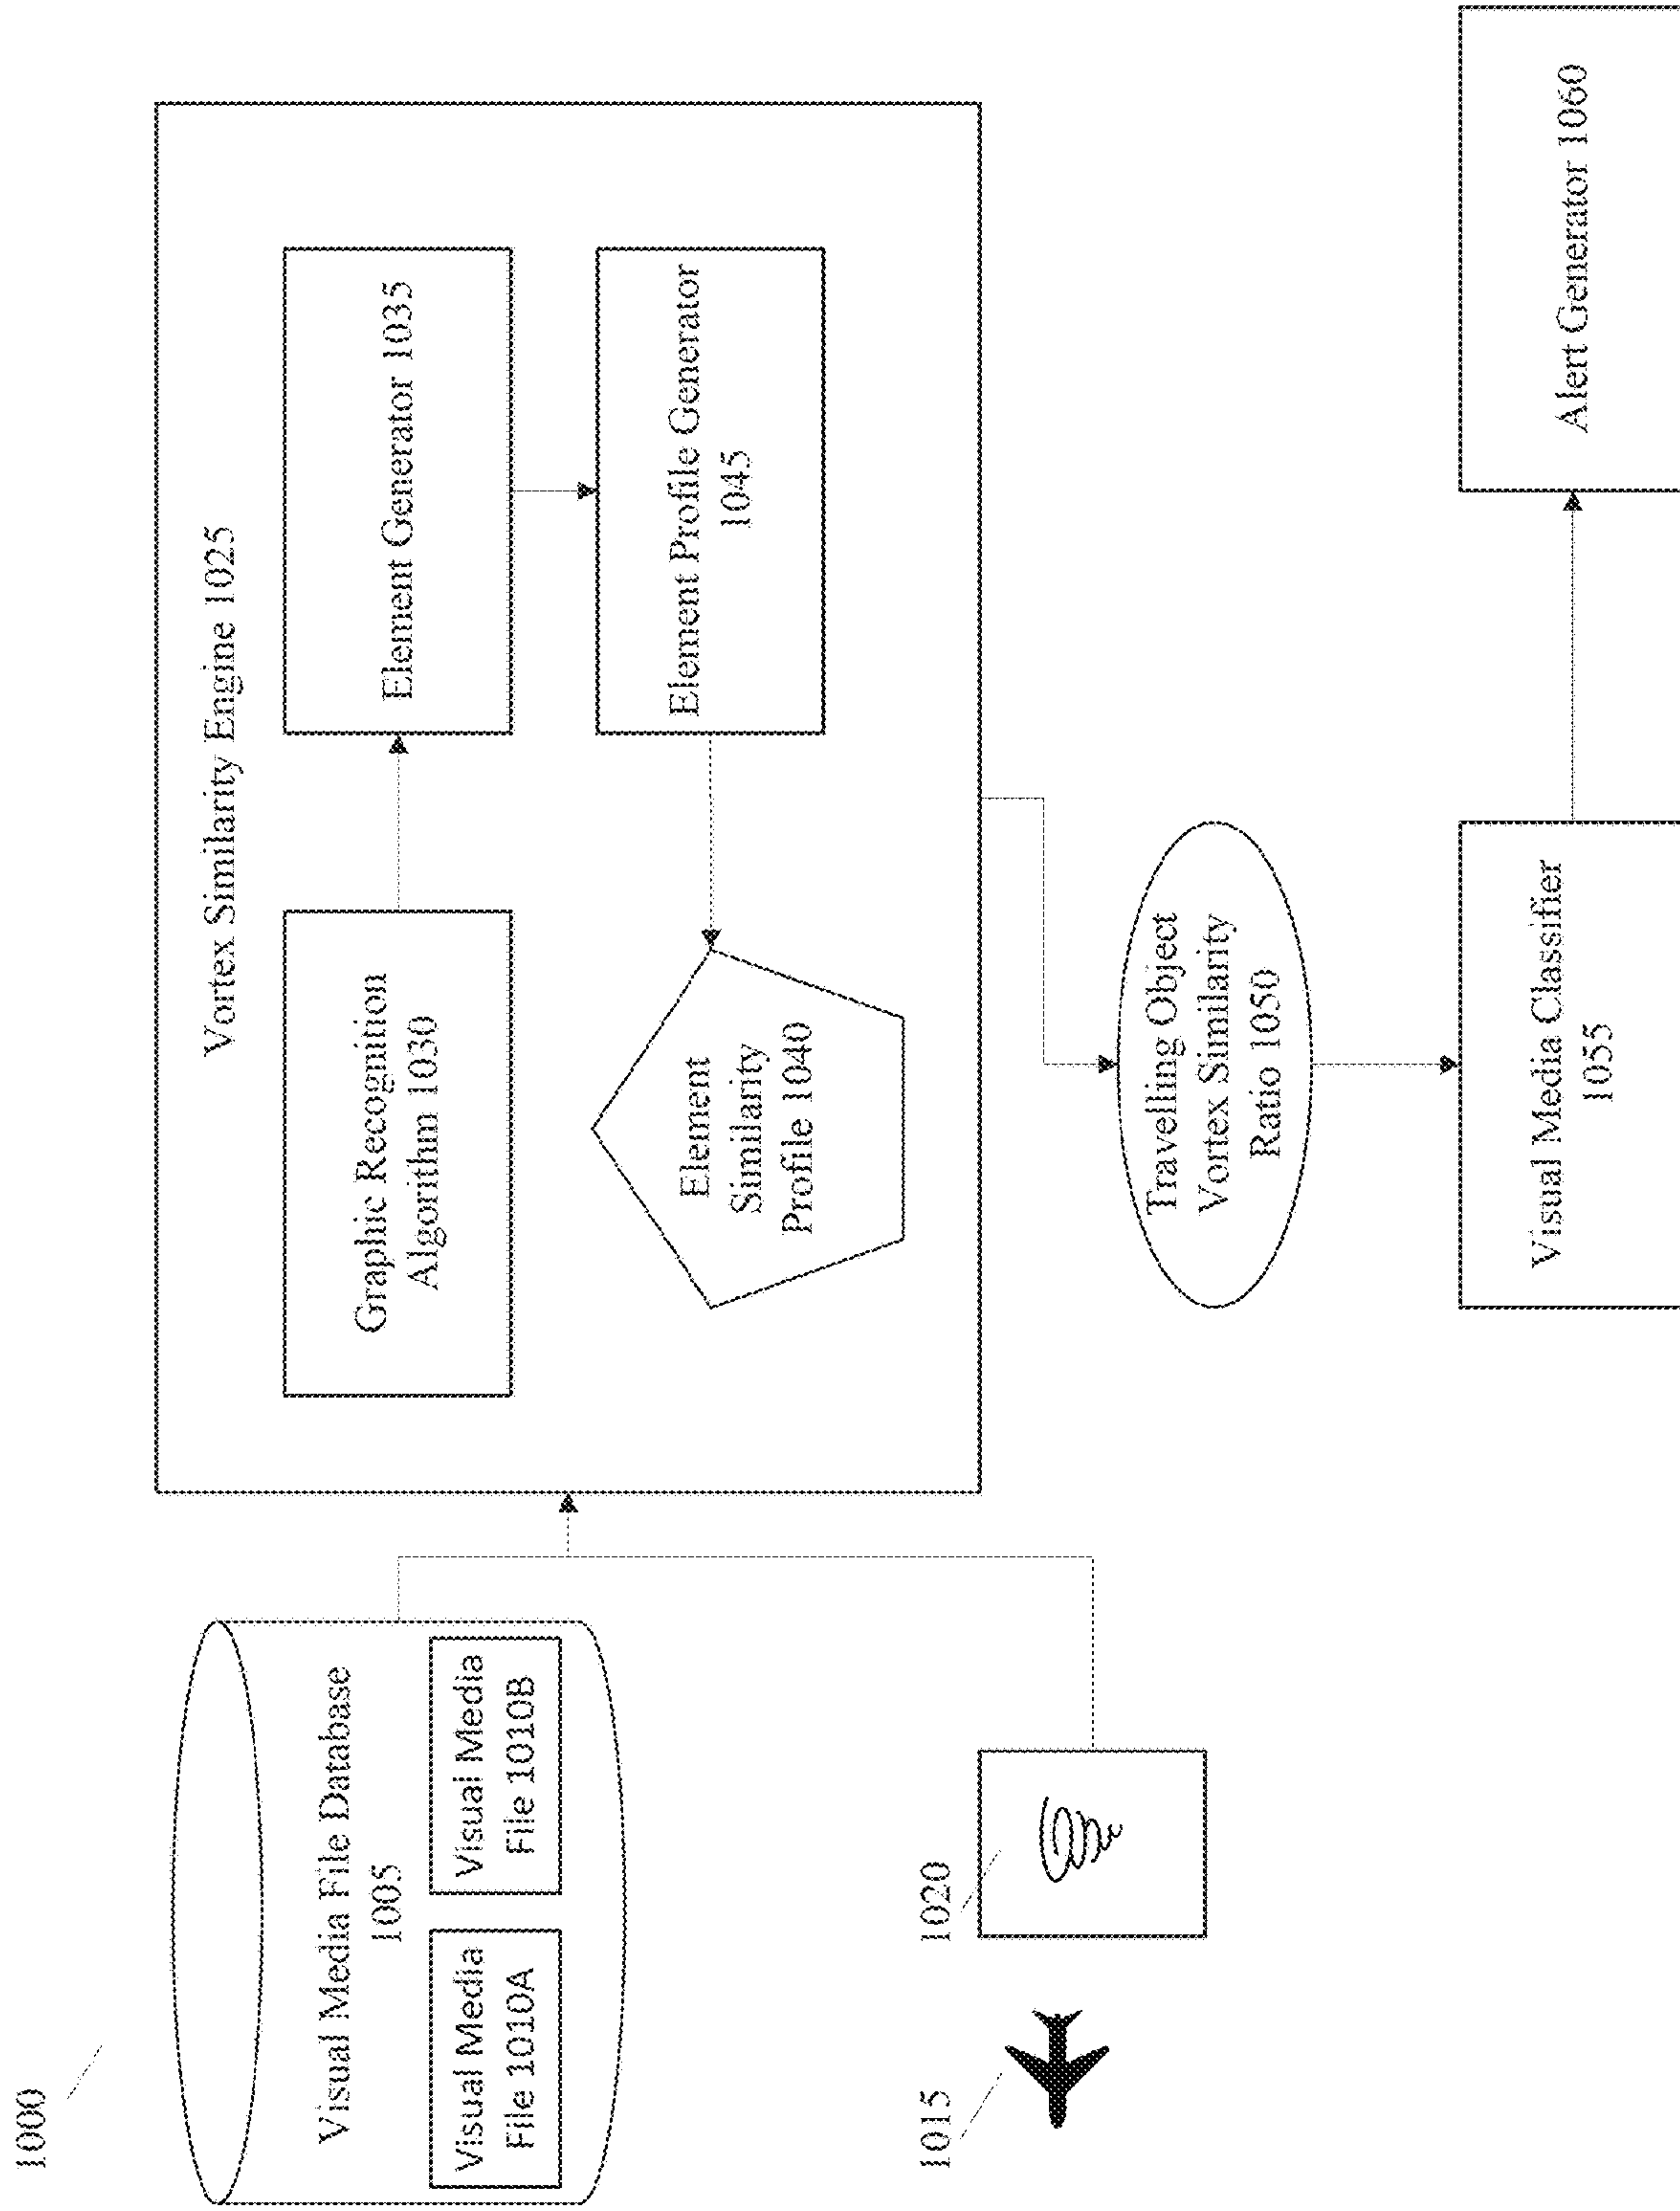 1000
Visual Media File Database
1005
Visual Media
File 1010A
Visual Media
File 1010B
1015
1020
Vortex Similarity Engine 1025
Graphic Recognition
Algorithm 1030
Element Generator 1035
Element
Similarity
Profile 1040
Element Profile Generator
1045
Travelling Object
Vortex Similarity
Ratio 1050
Visual Media Classifier
1055
Alert Generator 1060